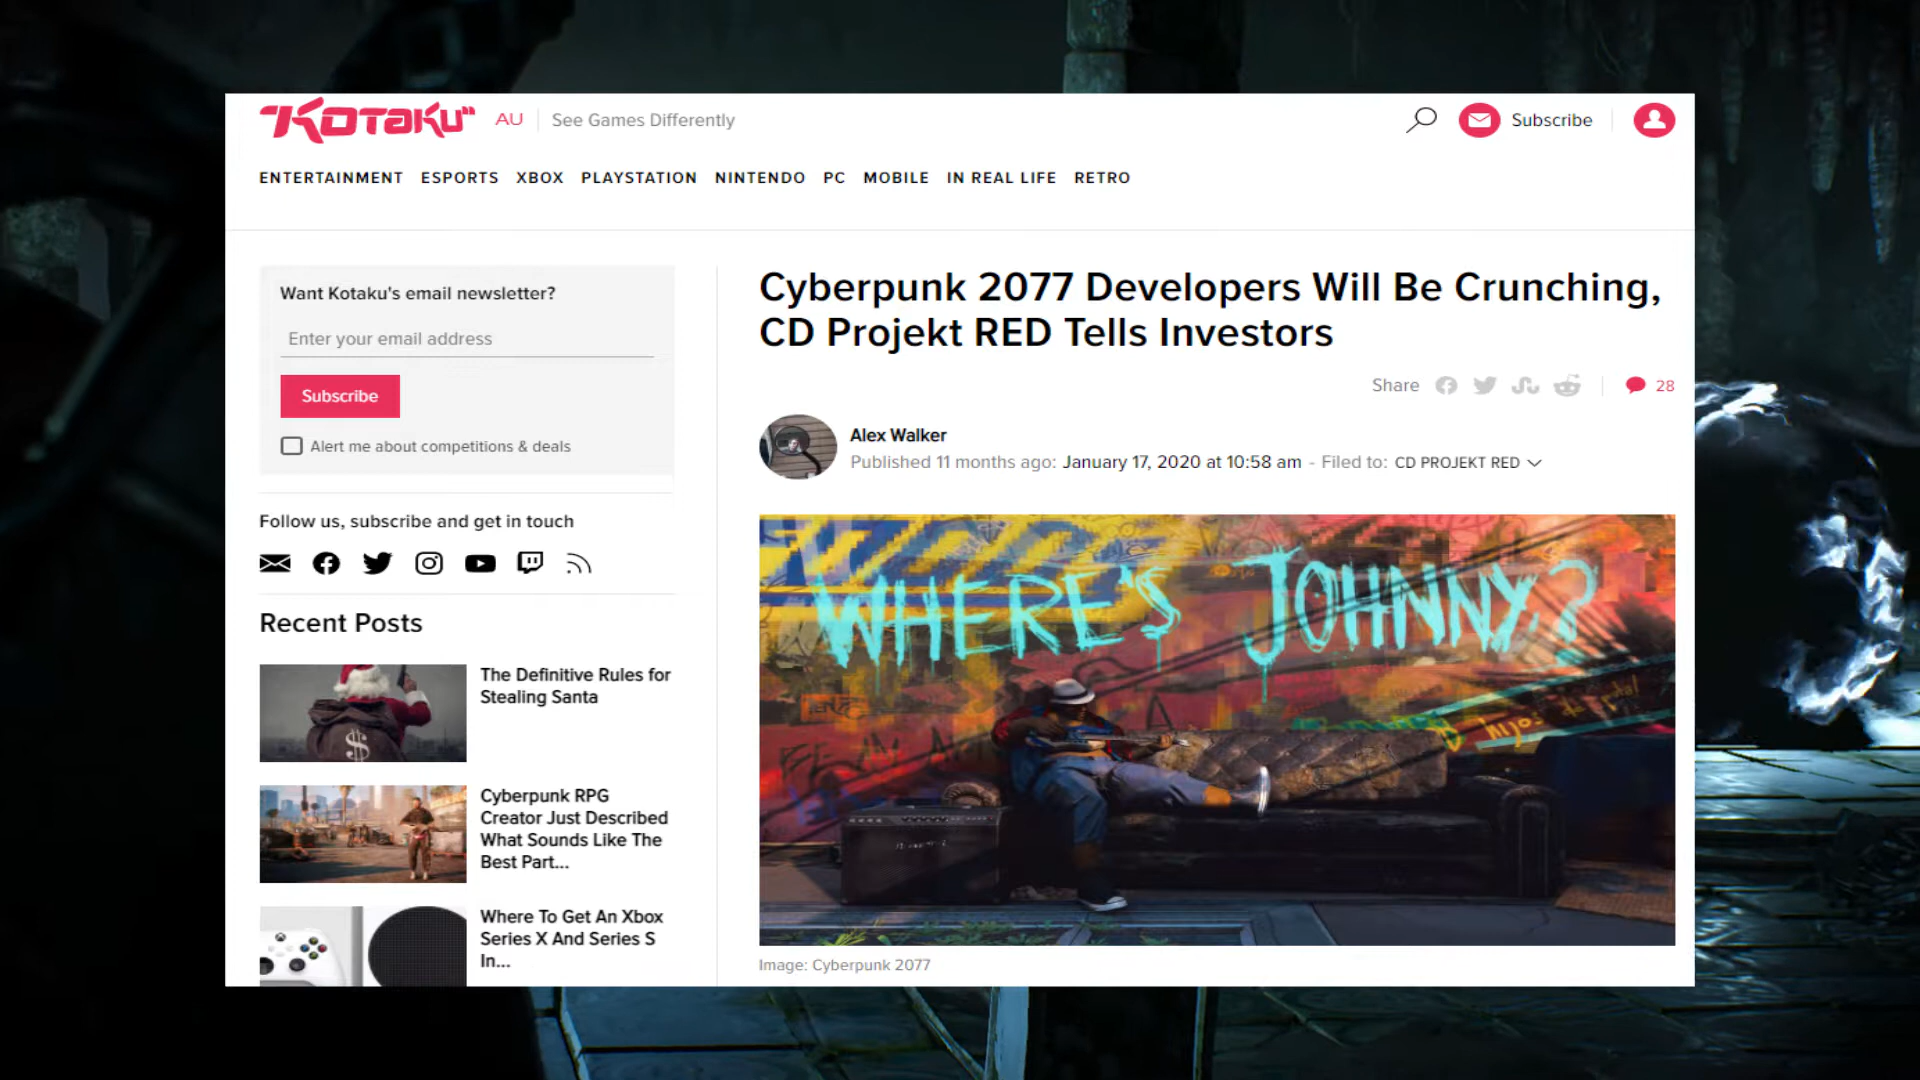 Kotaku AU See Games Differently
Subscribe
ENTERTAINMENT ESPORTS XBOX PLAYSTATION NINTENDO PC MOBILE IN REAL LIFE RETRO
Want Kotaku's email newsletter?
Enter your email address
Subscribe
Alert me about competitions & deals
Follow us, subscribe and get in touch
Recent Posts
$
The Definitive Rules for
Stealing Santa
Cyberpunk RPG
Creator Just Described
What Sounds Like The
Best Part...
Where To Get An Xbox
Series X And Series S
In...
Cyberpunk 2077 Developers Will Be Crunching,
CD Projekt RED Tells Investors
Share 28
Alex Walker
Published 11 months ago: January 17, 2020 at 10:58 am - Filed to: CD PROJEKT RED
WHERE'S JOHNNY?
Image: Cyberpunk 2077